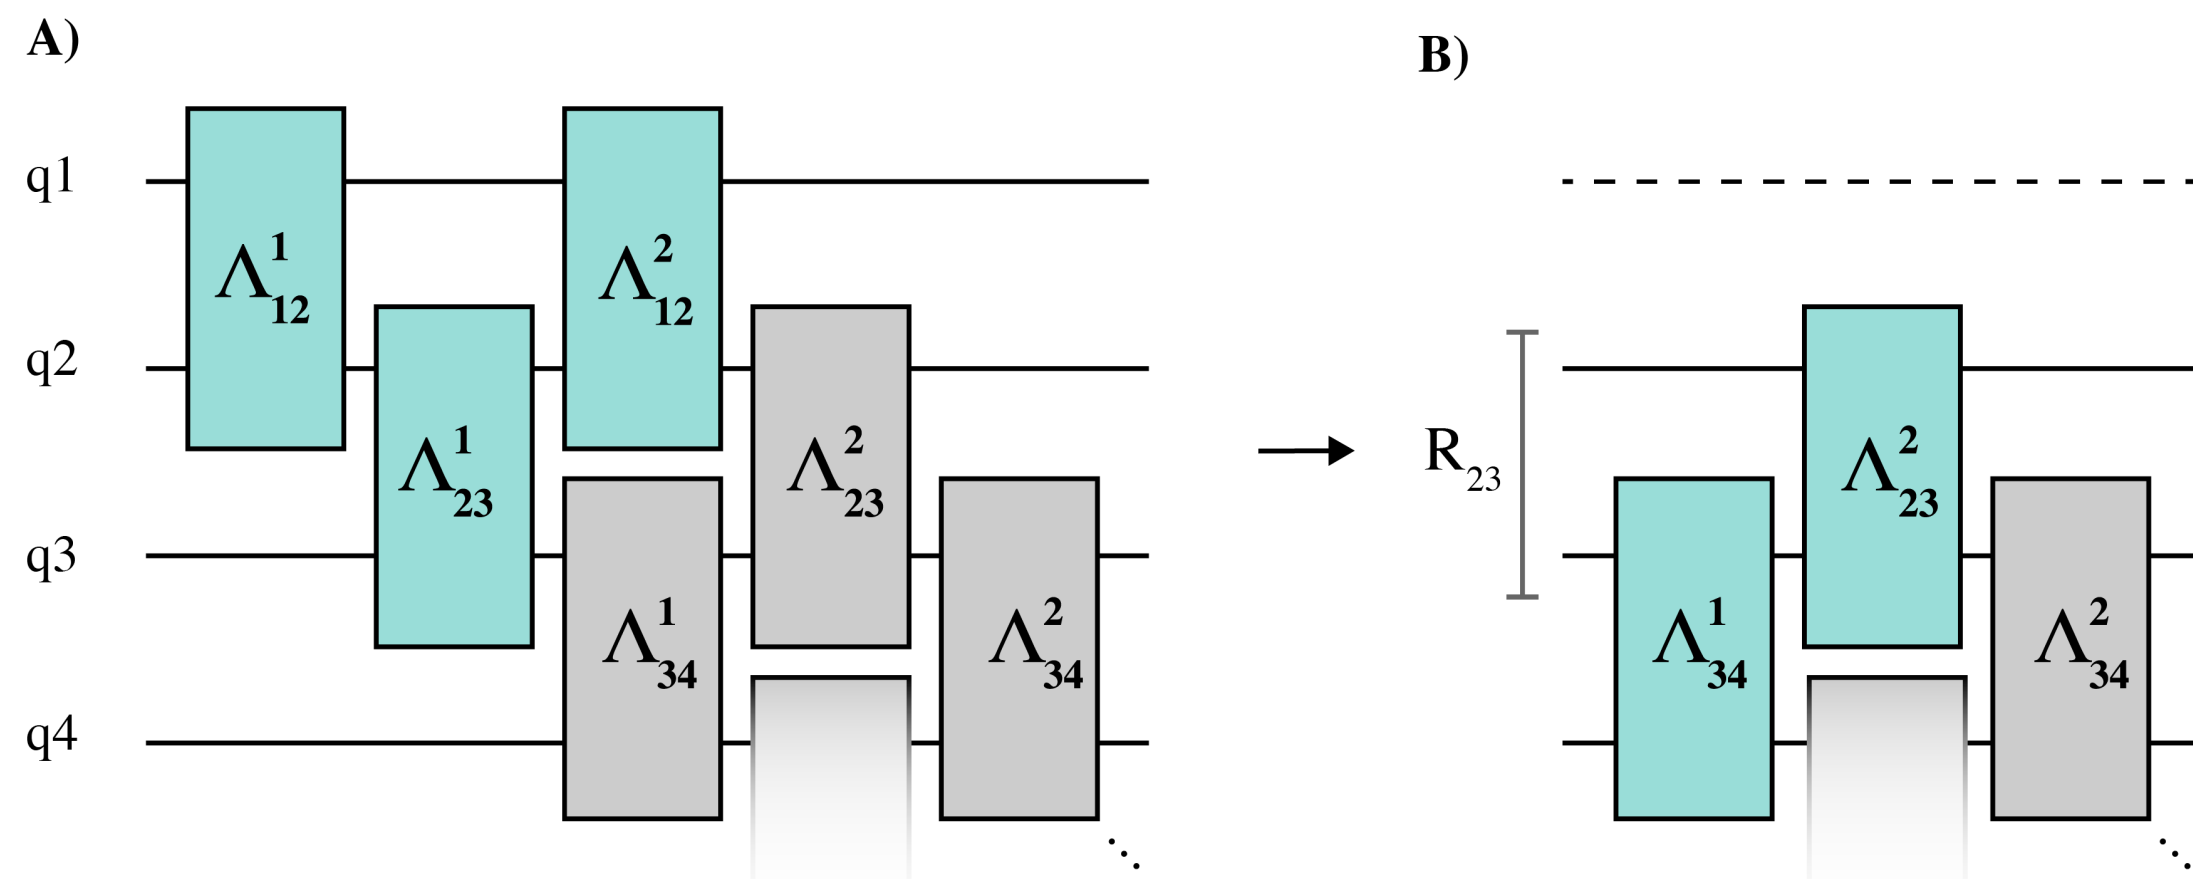 A)
B)
q1
q2
q3
q4
Λ¹₁₂
Λ¹₂₃
Λ²₁₂
Λ¹₃₄
Λ²₂₃
Λ²₃₄
R₂₃
Λ¹₃₄
Λ²₂₃
Λ²₃₄